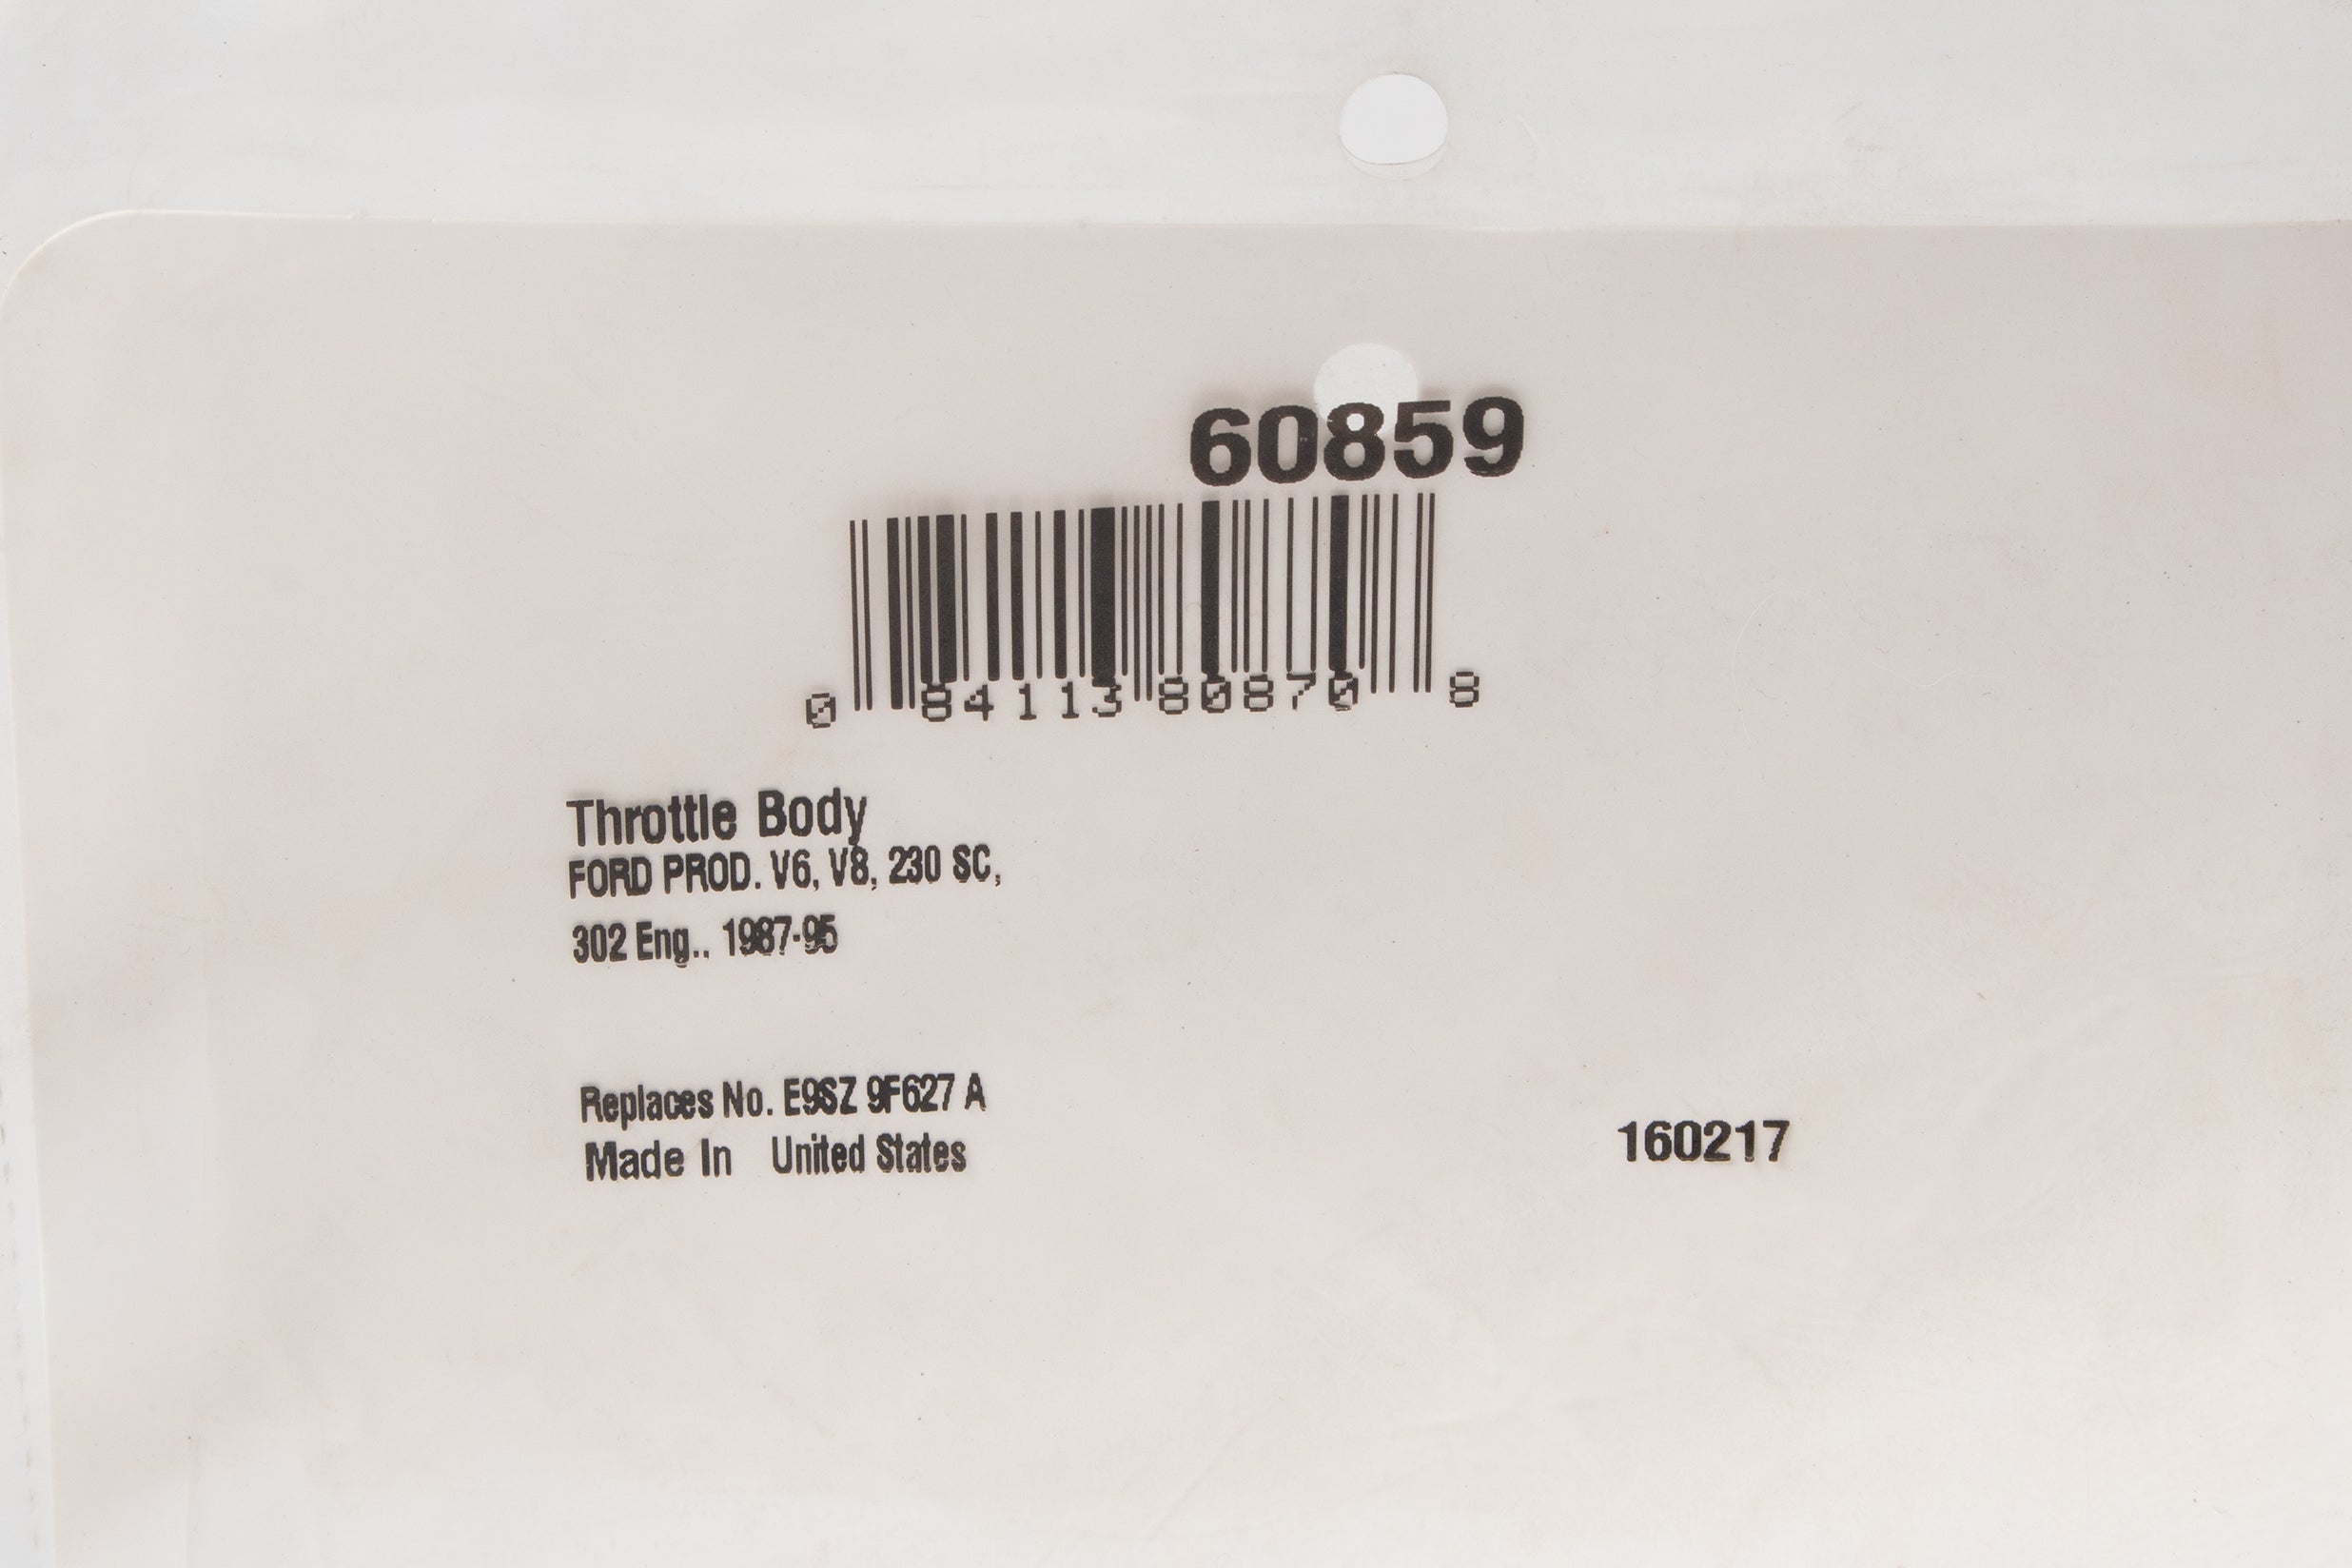 60859
0 84113 80870 8
Throttle Body
FORD PROD. V6, V8, 230 SC,
302 Eng.. 1987-95
Replaces No. E9SZ 9F627 A
Made In United States
160217